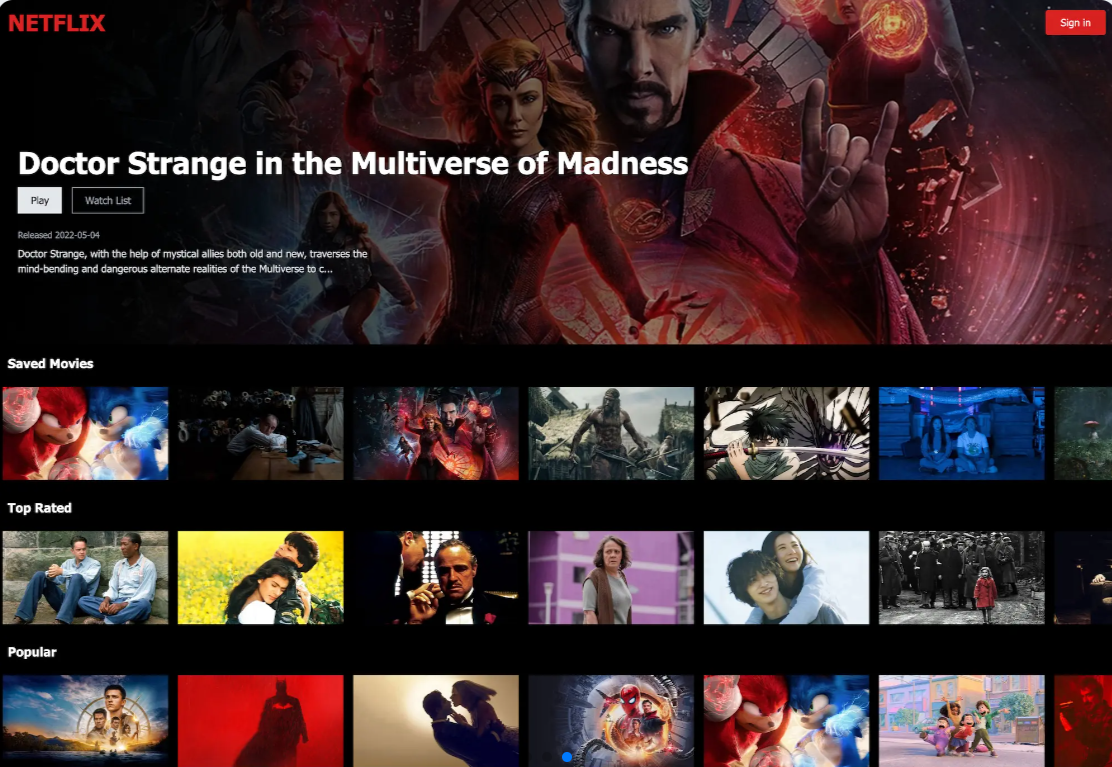 NETFLIX
Sign in
Doctor Strange in the Multiverse of Madness
Play
Watch List
Released 2022-05-04
Doctor Strange, with the help of mystical allies both old and new, traverses the
mind-bending and dangerous alternate realities of the Multiverse to c...
Saved Movies
Top Rated
Popular